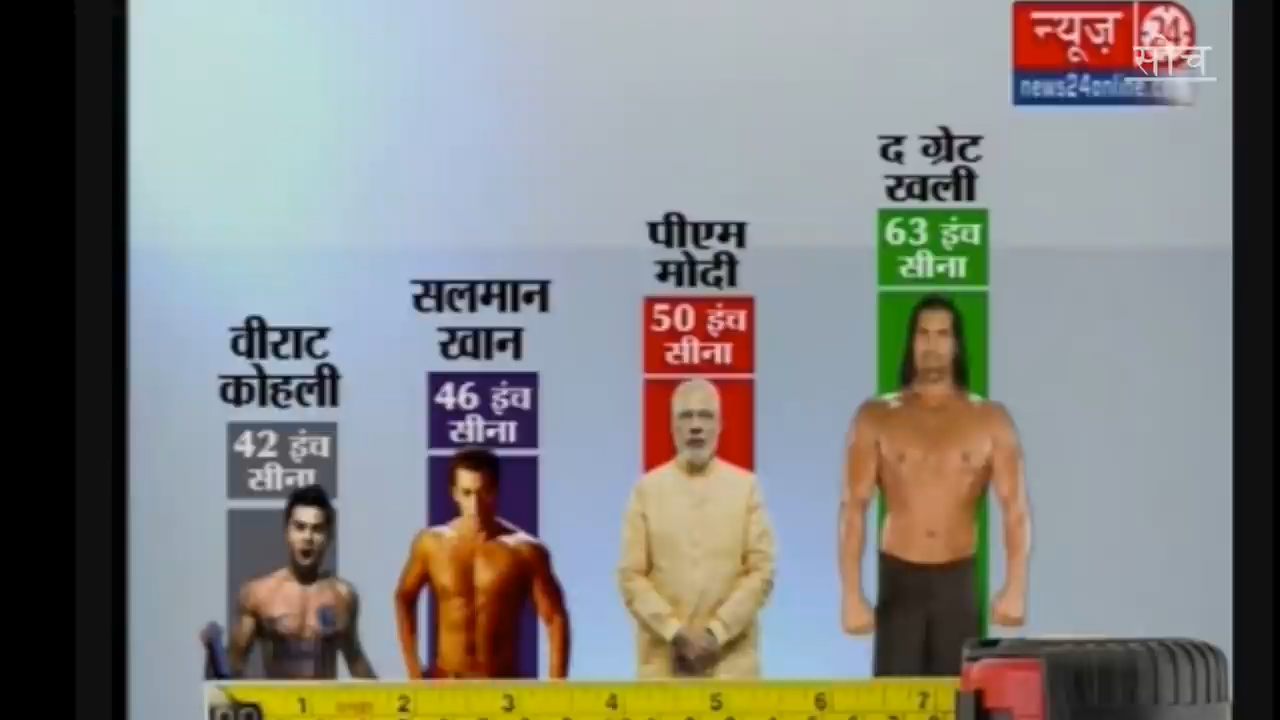 न्यूज़ 24
सोच
news24online.c
द ग्रेट
खली
63 इंच
सीना
पीएम
मोदी
50 इंच
सीना
सलमान
खान
46 इंच
सीना
वीराट
कोहली
42 इंच
सीना
1 2 3 4 5 6 7